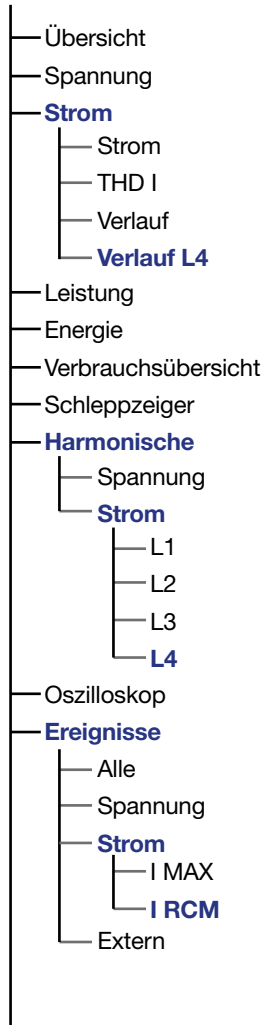 Übersicht
Spannung
Strom
Strom
THD I
Verlauf
Verlauf L4
Leistung
Energie
Verbrauchsübersicht
Schleppzeiger
Harmonische
Spannung
Strom
L1
L2
L3
L4
Oszilloskop
Ereignisse
Alle
Spannung
Strom
I MAX
I RCM
Extern